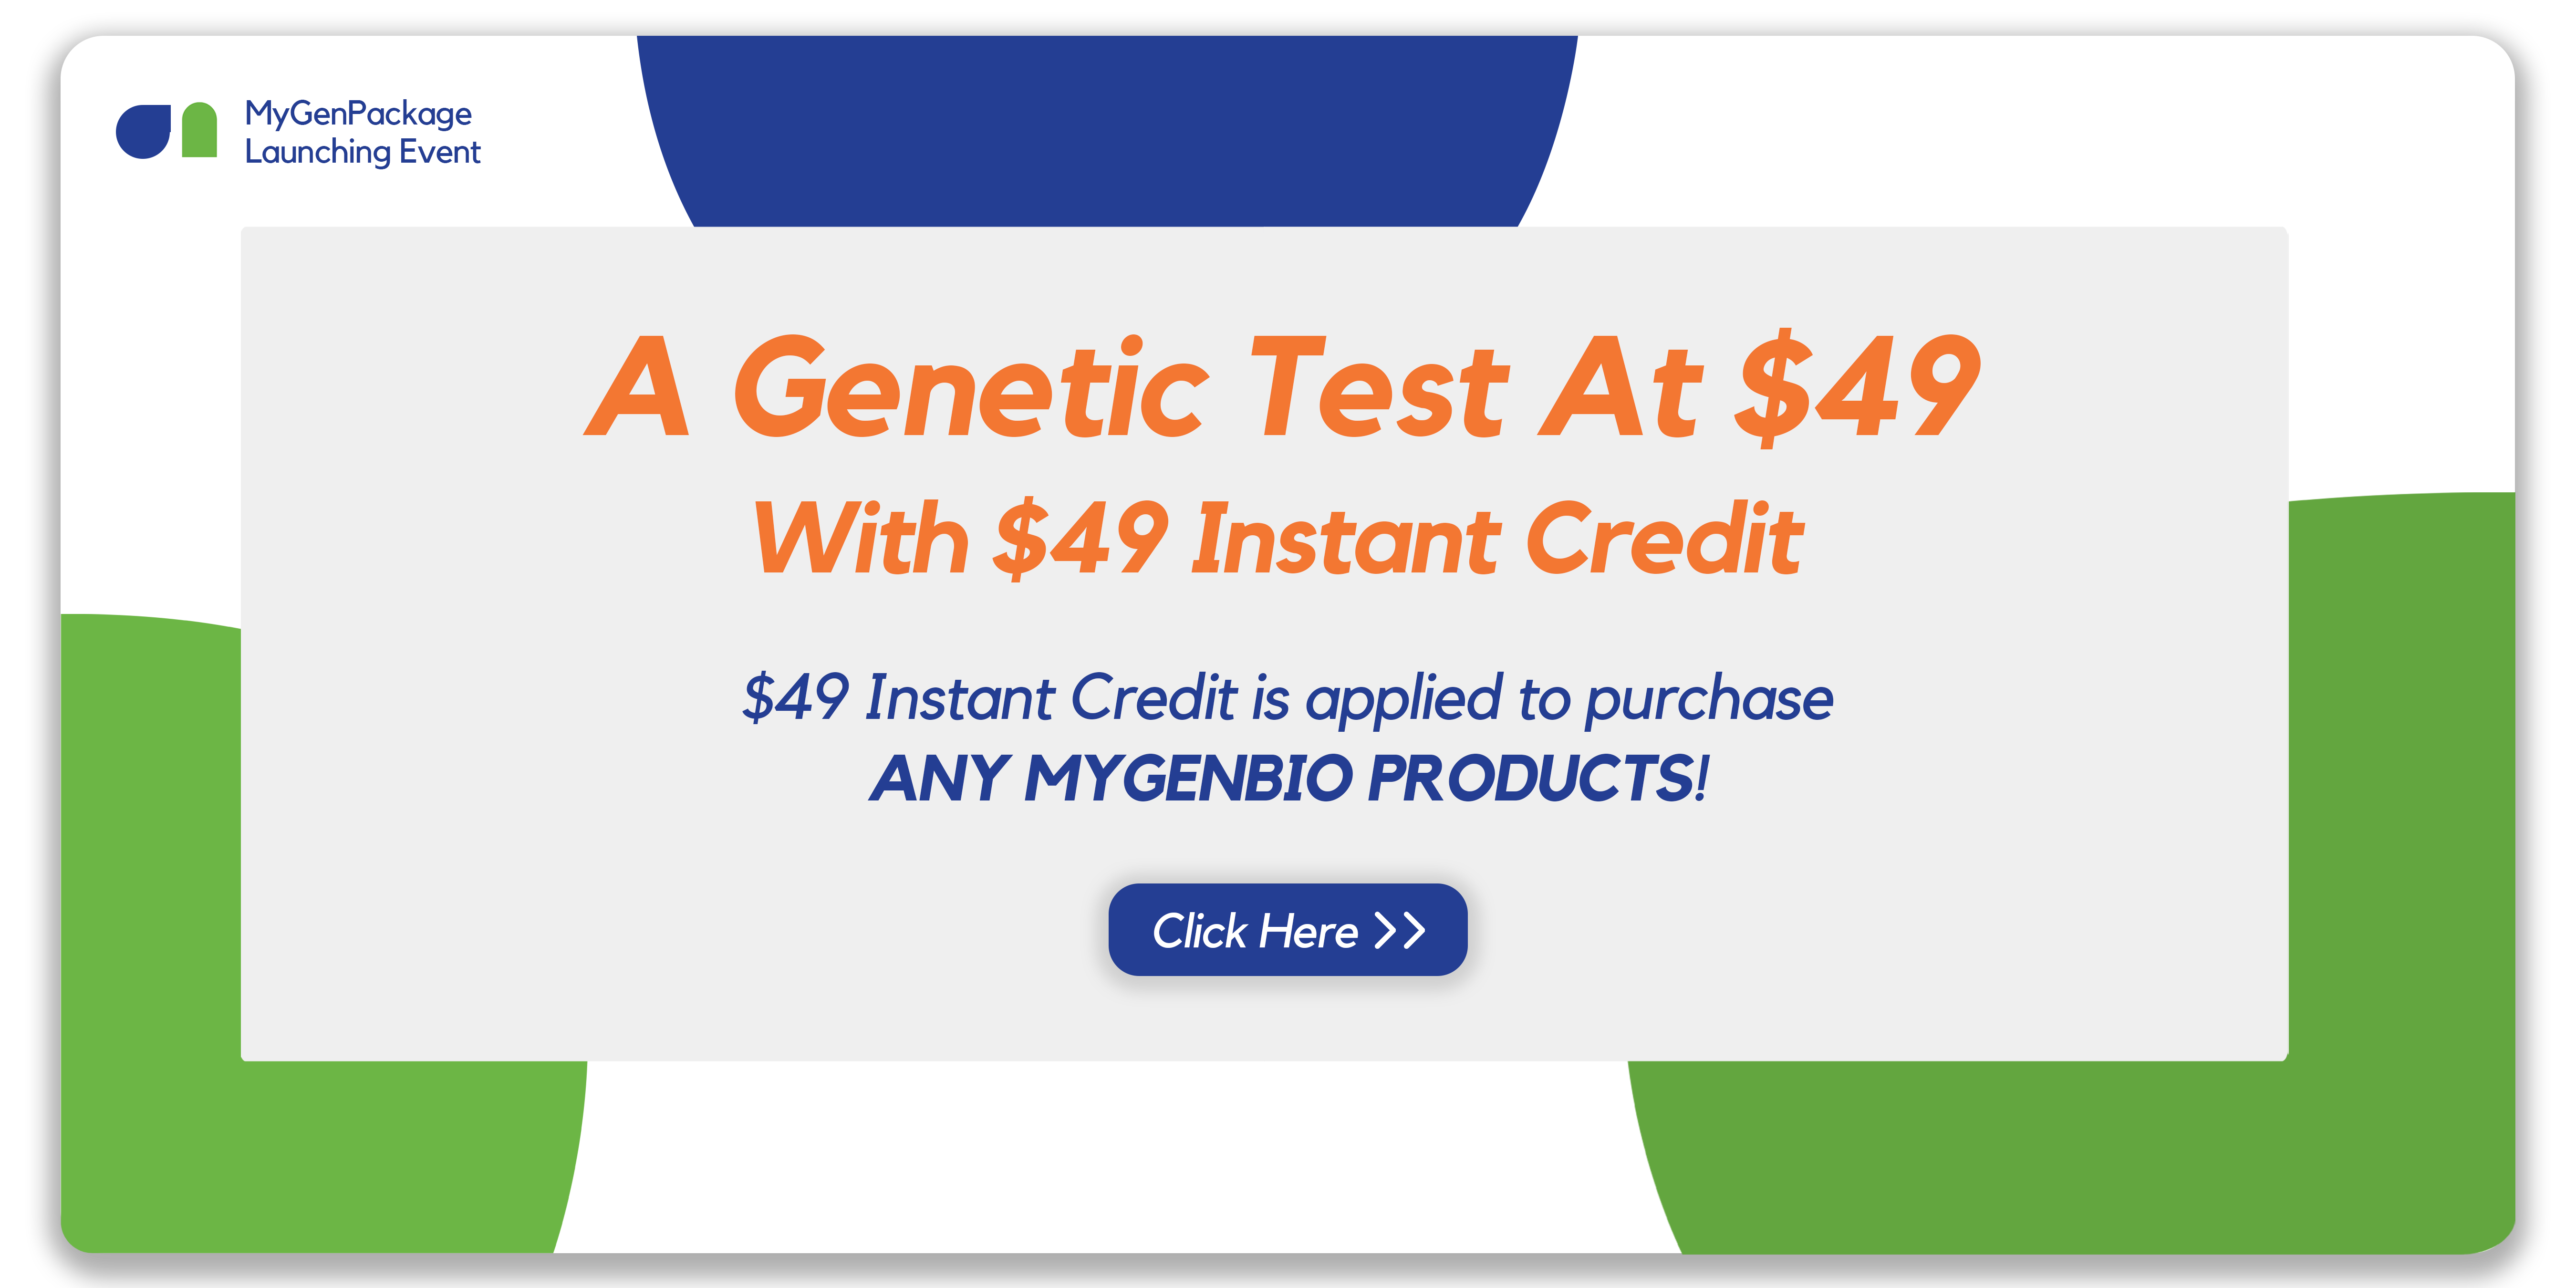 MyGenPackage
Launching Event
A Genetic Test At $49
With $49 Instant Credit
$49 Instant Credit is applied to purchase
ANY MYGENBIO PRODUCTS!
Click Here >>